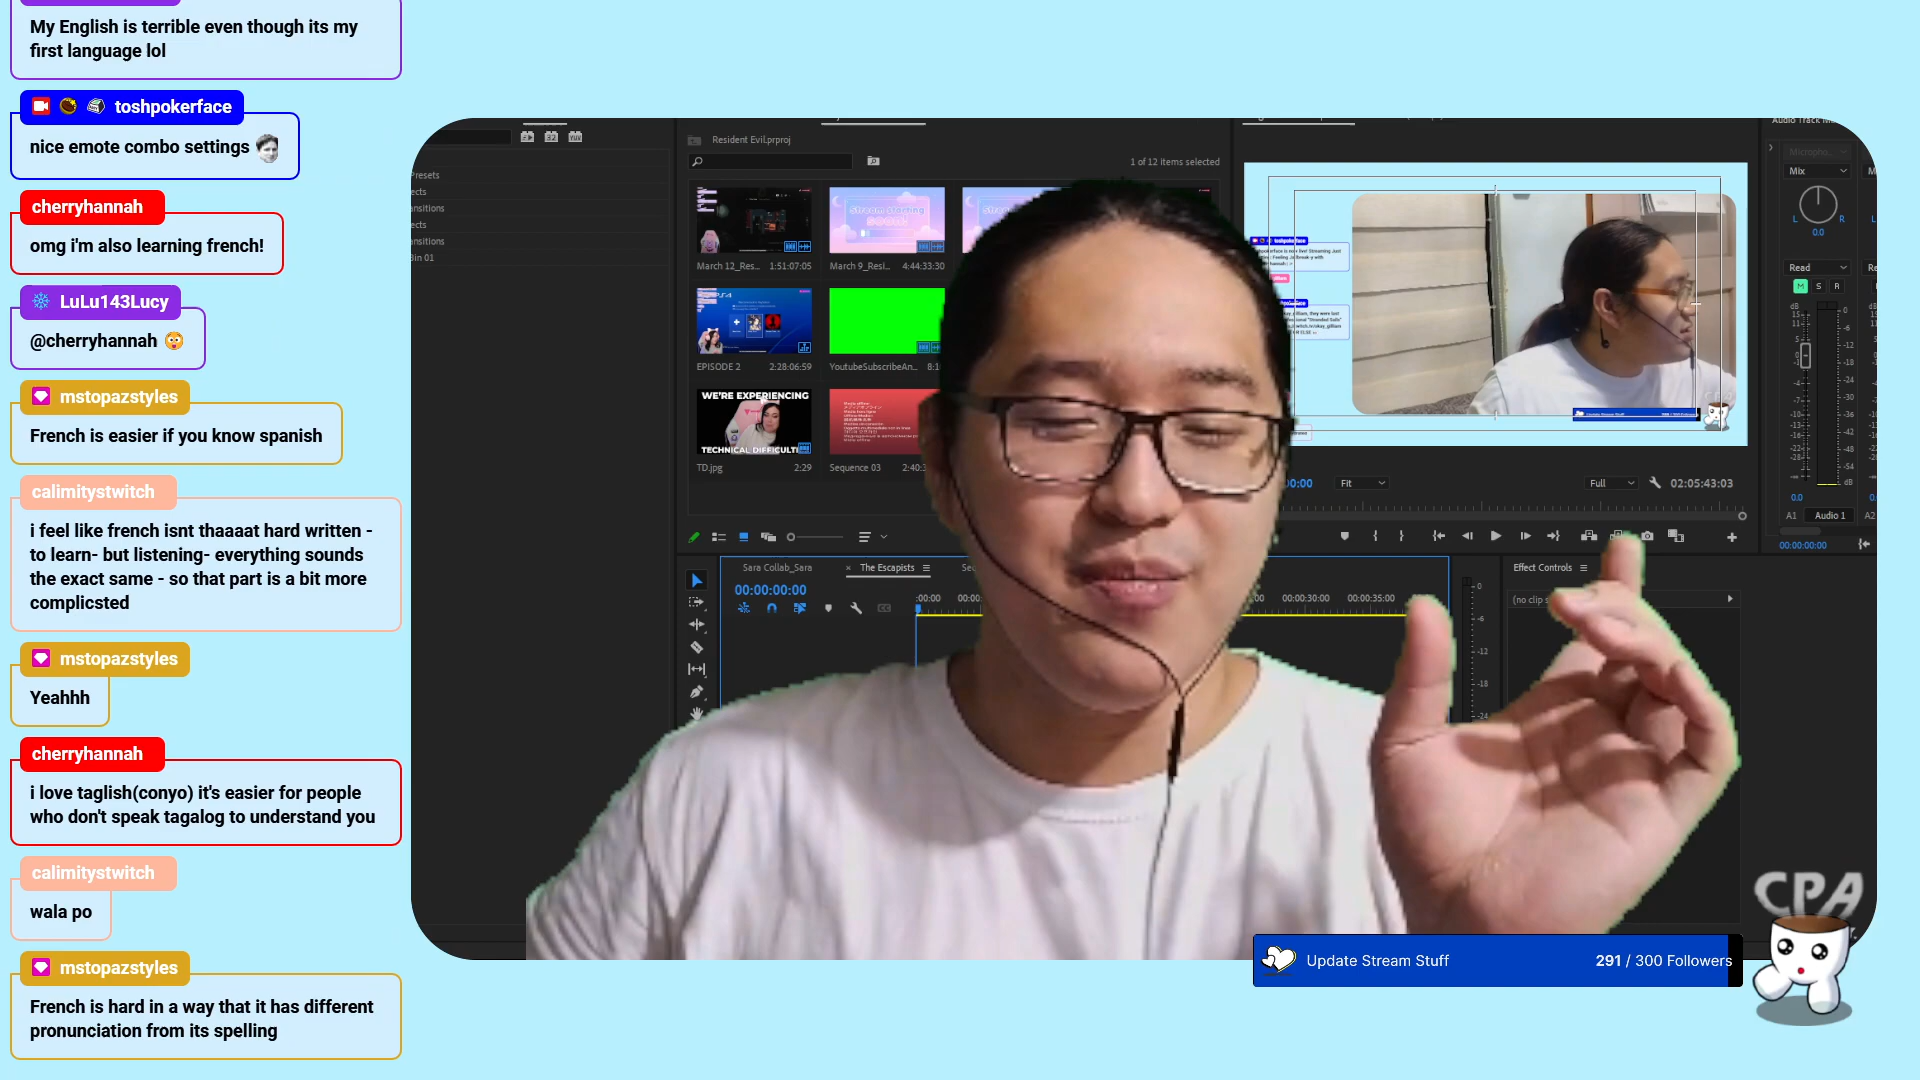 My English is terrible even though its my
first language lol
toshpokerface
nice emote combo settings
cherryhannah
omg i'm also learning french!
LuLu143Lucy
@cherryhannah
mstopazstyles
French is easier if you know spanish
calimitystwitch
i feel like french isnt thaaaat hard written -
to learn- but listening- everything sounds
the exact same - so that part is a bit more
complicsted
mstopazstyles
Yeahhh
cherryhannah
i love taglish(conyo) it's easier for people
who don't speak tagalog to understand you
calimitystwitch
wala po
mstopazstyles
French is hard in a way that it has different
pronunciation from its spelling
Resident Evil.prproj
1 of 12 items selected
March 12_Res...
1:51:07:05
March 9_Resi...
4:44:33:30
EPISODE 2
2:28:06:59
YoutubeSubscribeAn...
WE'RE EXPERIENCING
TD.jpg
2:29
Sequence 03
Fit
Full
02:05:43:03
Mix
L
R
0.0
Read
M
S
R
0.0
A1
Audio 1
A2
00:00:00:00
Sara Collab_Sara
The Escapists
00:00:00:00
00:00:30:00
00:00:35:00
Effect Controls
CPA
Update Stream Stuff
291 / 300 Followers